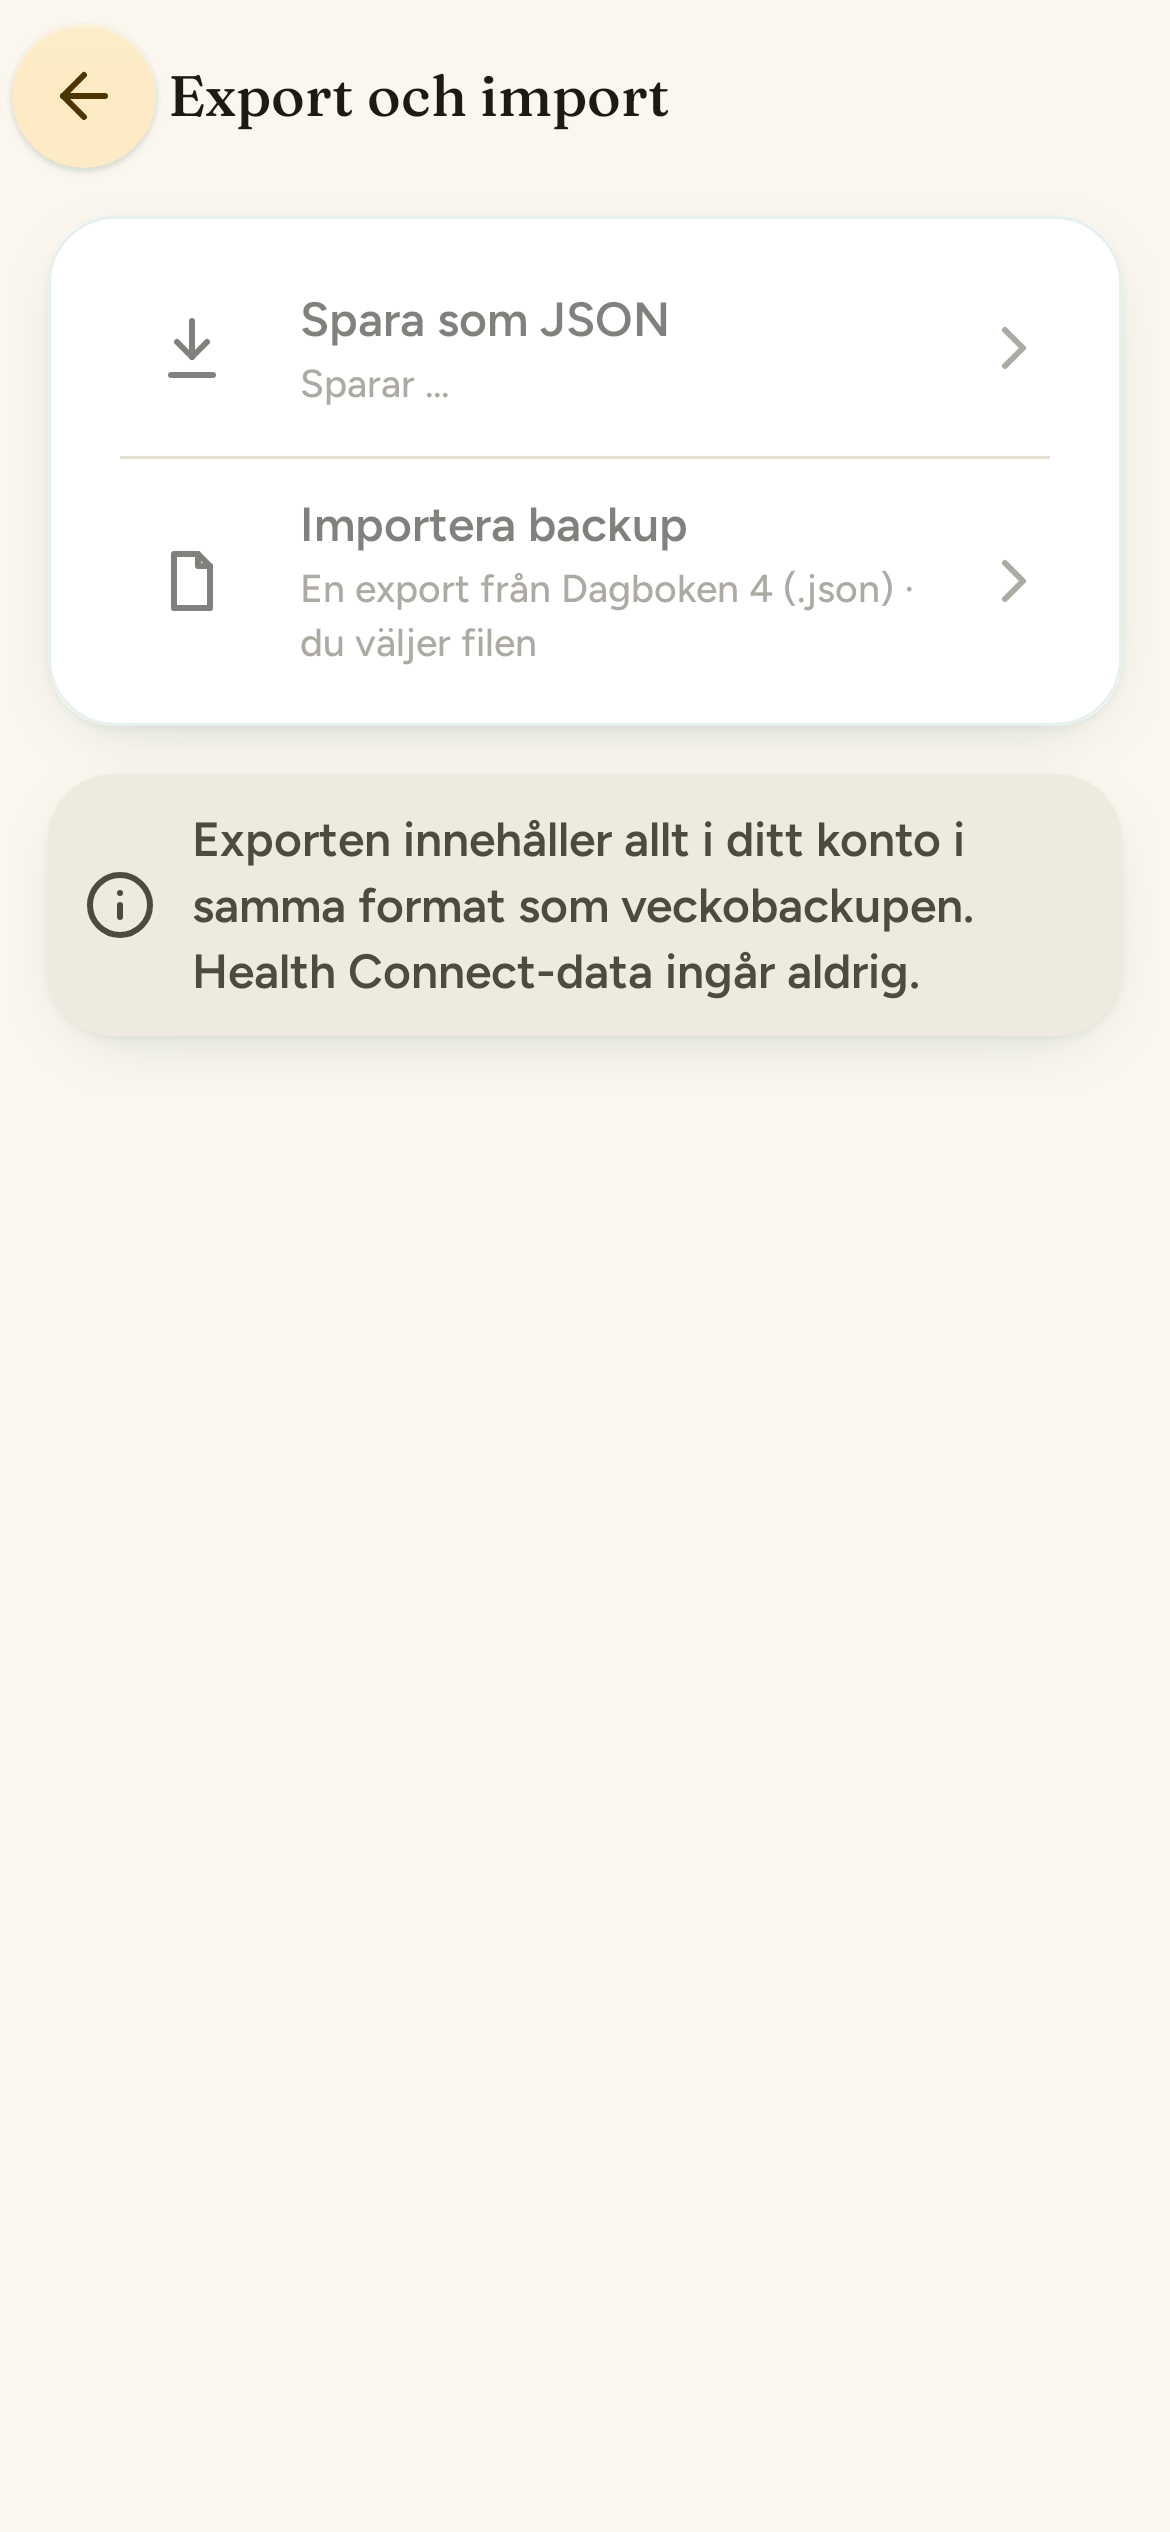 Export och import
Spara som JSON
Sparar ...
Importera backup
En export från Dagboken 4 (.json) ·
du väljer filen
Exporten innehåller allt i ditt konto i
samma format som veckobackupen.
Health Connect-data ingår aldrig.